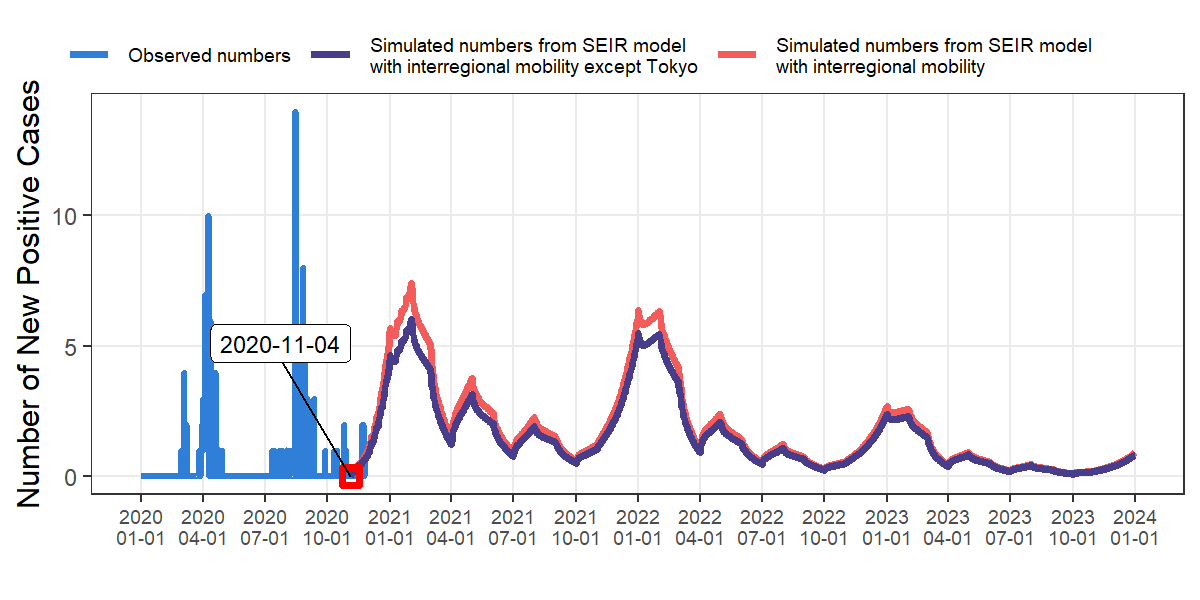 Observed numbers
Simulated numbers from SEIR model
with interregional mobility except Tokyo
Simulated numbers from SEIR model
with interregional mobility
Number of New Positive Cases
10
5
0
2020-11-04
2020 2020 2020 2020 2021 2021 2021 2021 2022 2022 2022 2022 2023 2023 2023 2023 2024
01-01 04-01 07-01 10-01 01-01 04-01 07-01 10-01 01-01 04-01 07-01 10-01 01-01 04-01 07-01 10-01 01-01